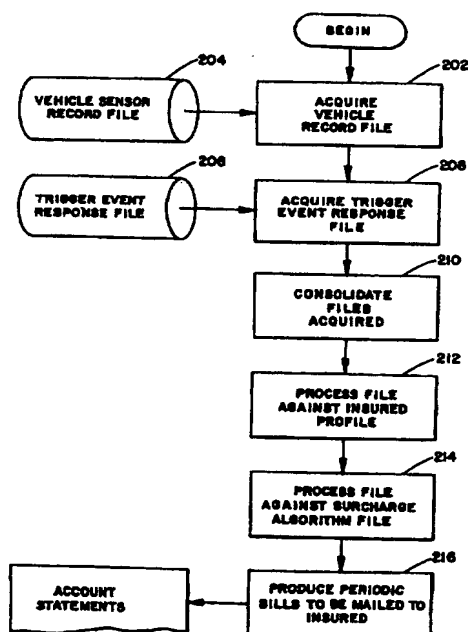 BEGIN
204
202
VEHICLE SENSOR
RECORD FILE
ACQUIRE
VEHICLE
RECORD FILE
206
206
TRIGGER EVENT
RESPONSE FILE
ACQUIRE TRIGGER
EVENT RESPONSE
FILE
210
CONSOLIDATE
FILES
ACQUIRED
212
PROCESS FILE
AGAINST INSURED
PROFILE
214
PROCESS FILE
AGAINST SURCHARGE
ALGORITHM FILE
216
ACCOUNT
STATEMENTS
PRODUCE PERIODIC
BILLS TO BE MAILED TO
INSURED